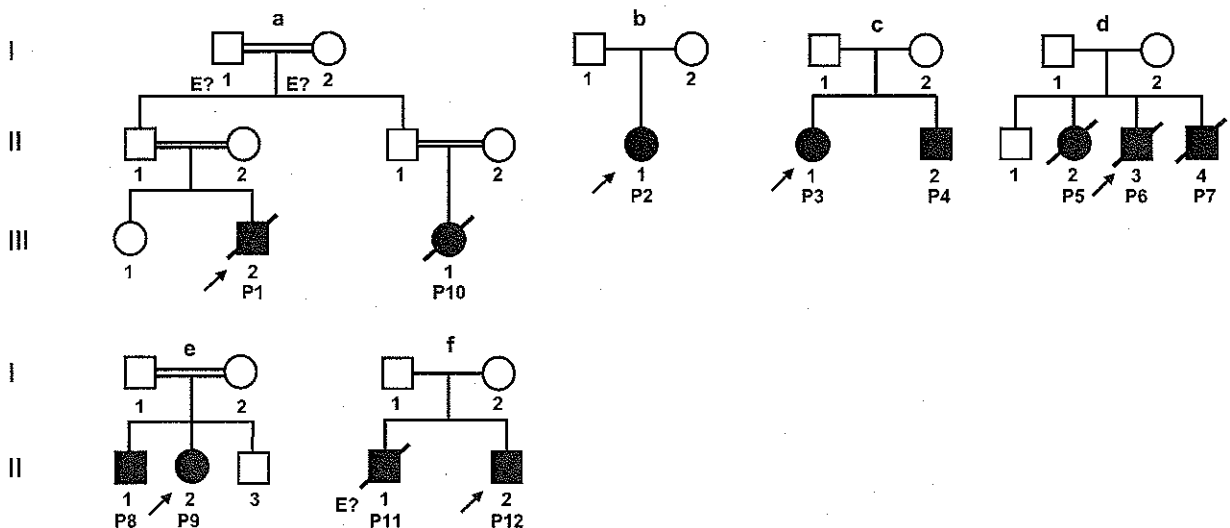 a b c d
I
1 2 1 2 1 2 1 2
E? E?
II
1 2 1 2 1 1 2 1 2 3 4
P2 P3 P4 P5 P6 P7
III
1 2 1
P1 P10
e f
I
1 2 1 2
II
1 2 3 1 2
P8 P9 E? P11 P12